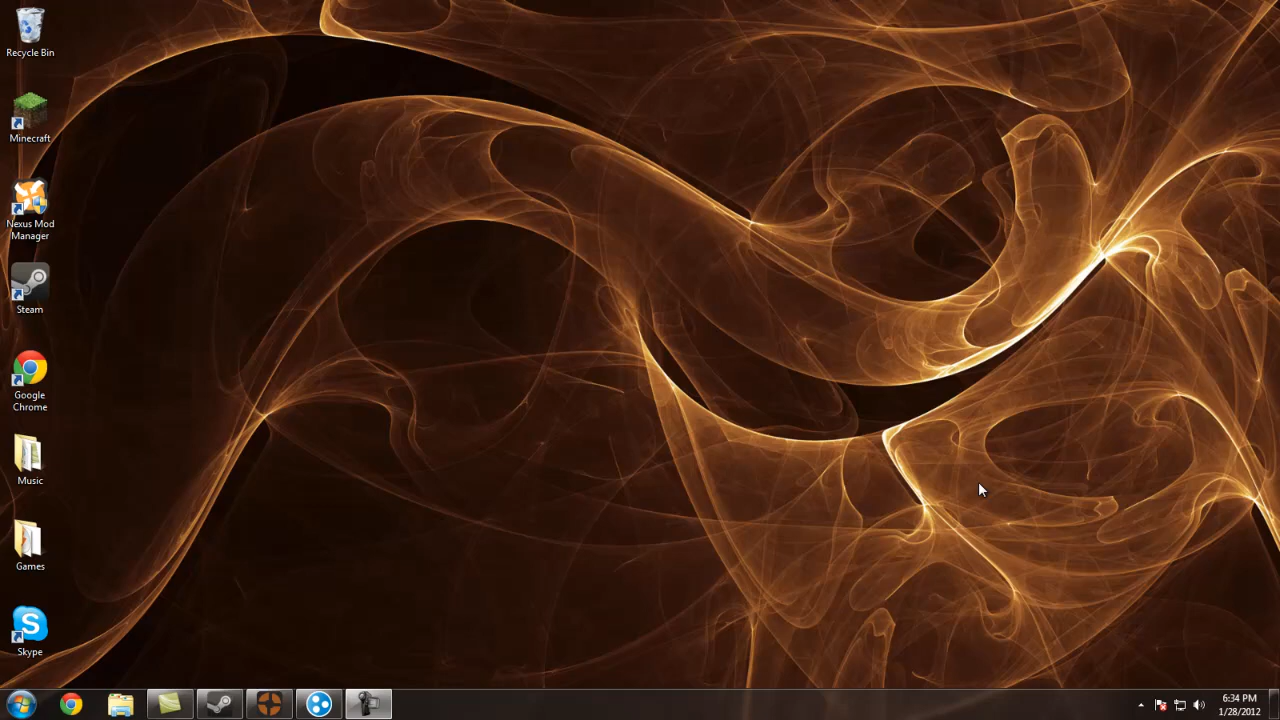 Recycle Bin
Minecraft
Nexus Mod
Manager
Steam
Google
Chrome
Music
Games
S
Skype
6:34 PM
1/28/2012